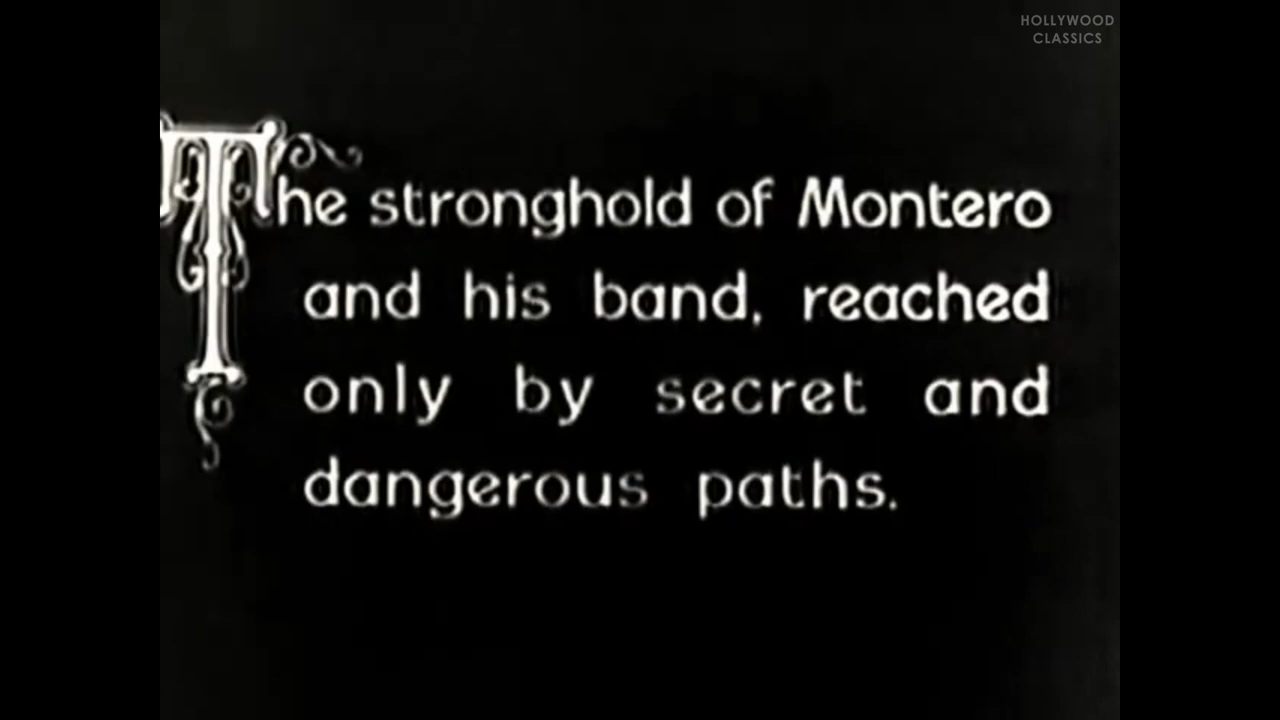 HOLLYWOOD
CLASSICS
The stronghold of Montero
and his band, reached
only by secret and
dangerous paths.